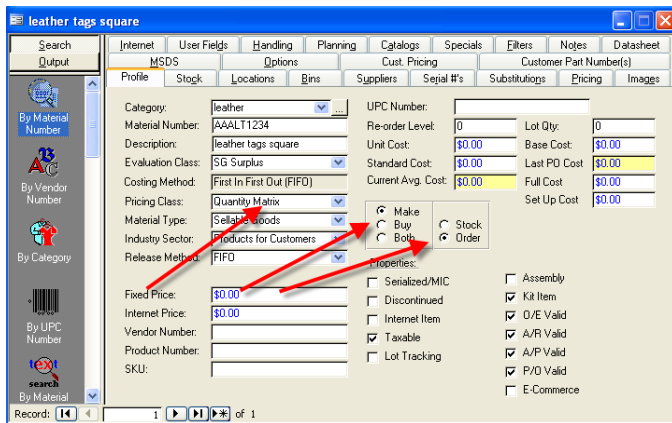 leather tags square
Search
Output
By Material
Number
By Vendor
Number
By Category
By UPC
Number
text
search
By Material
Internet User Fields Handling Planning Catalogs Specials Filters Notes Datasheet
MSDS Options Cust. Pricing Customer Part Number(s)
Profile Stock Locations Bins Suppliers Serial #'s Substitutions Pricing Images
Category: leather ...
Material Number: AAALT1234
Description: leather tags square
Evaluation Class: SG Surplus
Costing Method: First In First Out (FIFO)
Pricing Class: Quantity Matrix
Material Type: Sellable Goods
Industry Sector: Products for Customers
Release Method: FIFO
Fixed Price: $0.00
Internet Price: $0.00
Vendor Number:
Product Number:
SKU:
UPC Number:
Re-order Level: 0 Lot Qty: 0
Unit Cost: $0.00 Base Cost: $0.00
Standard Cost: $0.00 Last PO Cost $0.00
Current Avg. Cost: $0.00 Full Cost $0.00
Set Up Cost $0.00
Make
Buy Stock
Both Order
Properties:
Serialized/MIC Assembly
Discontinued Kit Item
Internet Item O/E Valid
Taxable A/R Valid
Lot Tracking A/P Valid
P/O Valid
E-Commerce
Record: 1 of 1